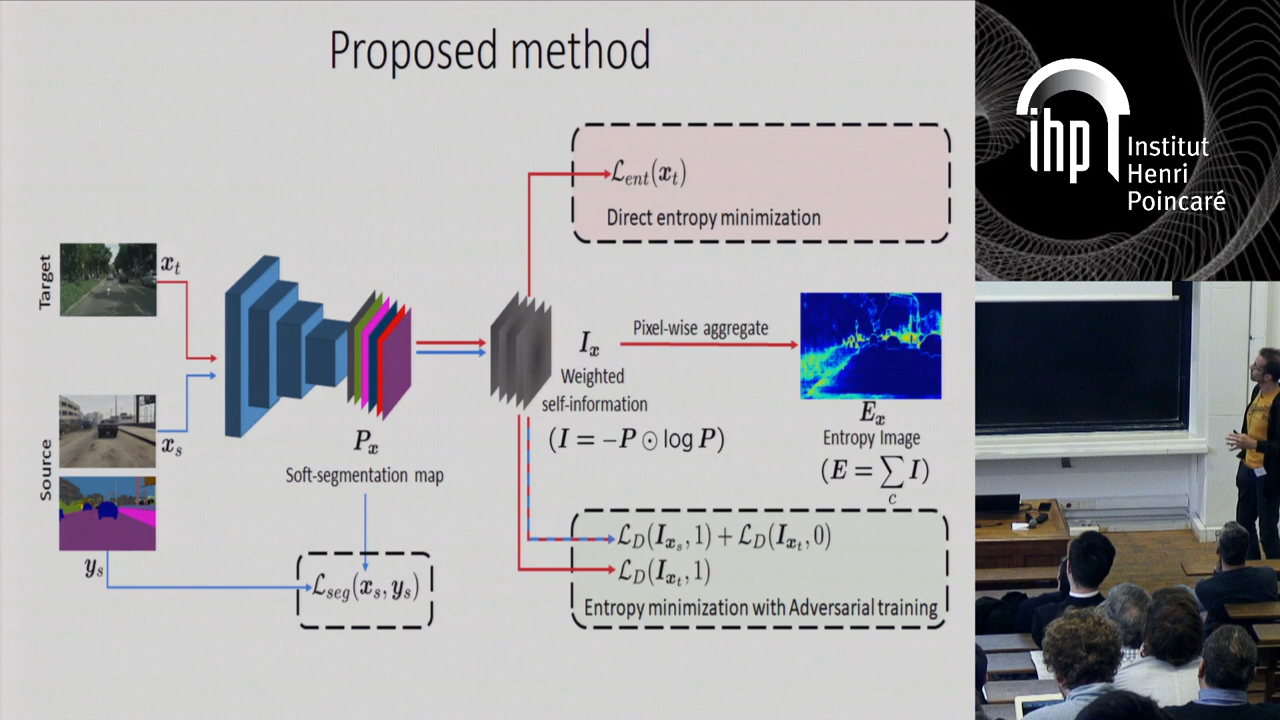 Proposed method
Target
Source
x_t
x_s
y_s
P_x
Soft-segmentation map
ℒ_seg(x_s, y_s)
ℒ_ent(x_t)
Direct entropy minimization
I_x
Weighted
self-information
(I = −P ⊙ log P)
Pixel-wise aggregate
E_x
Entropy Image
(E = ∑_c I)
ℒ_D(I_{x_s}, 1) + ℒ_D(I_{x_t}, 0)
ℒ_D(I_{x_t}, 1)
Entropy minimization with Adversarial training
ihp
Institut
Henri
Poincaré